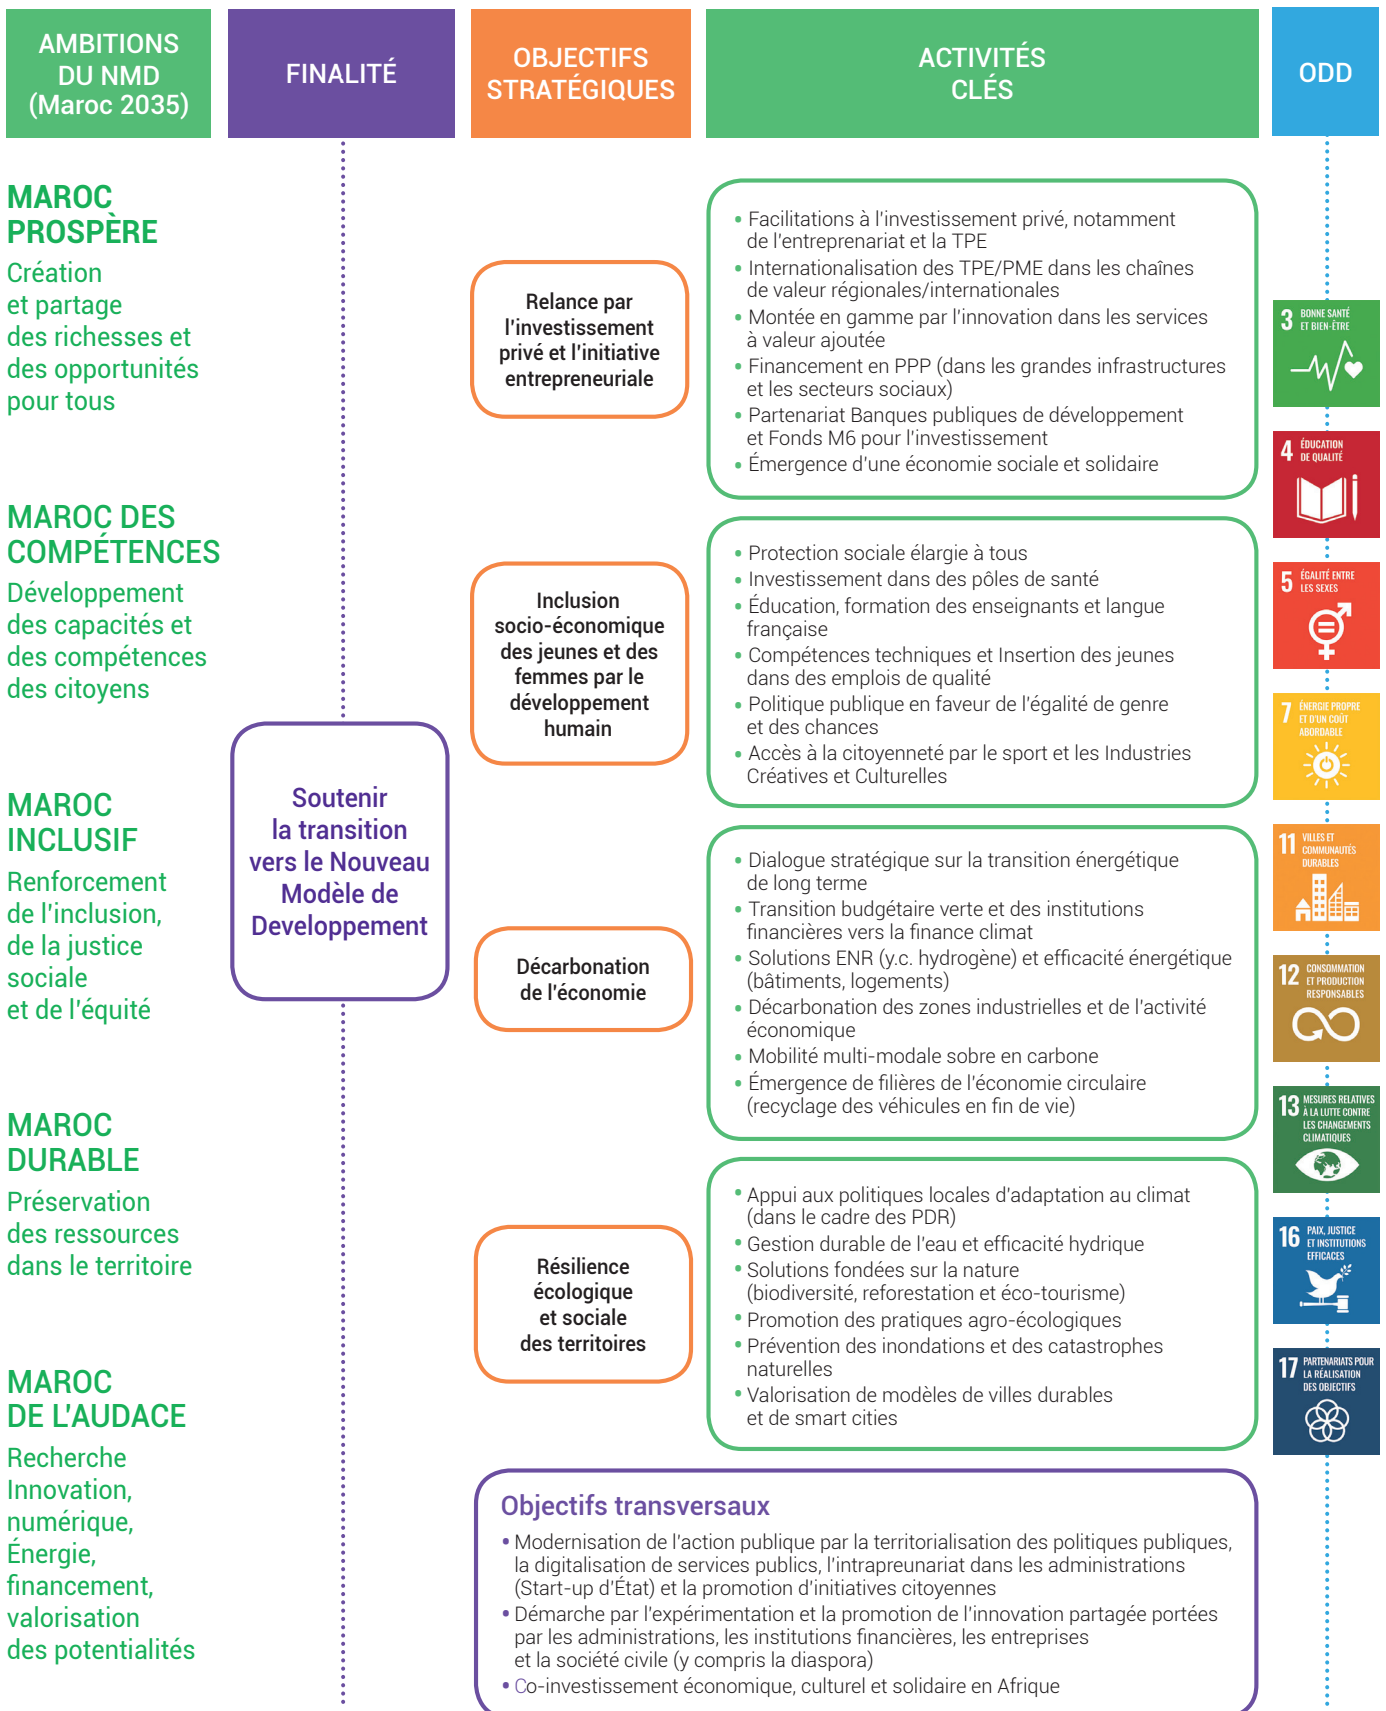 AMBITIONS
DU NMD
(Maroc 2035)
FINALITÉ
OBJECTIFS
STRATÉGIQUES
ACTIVITÉS
CLÉS
ODD
MAROC
PROSPÈRE
Création
et partage
des richesses et
des opportunités
pour tous
MAROC DES
COMPÉTENCES
Développement
des capacités et
des compétences
des citoyens
MAROC
INCLUSIF
Renforcement
de l'inclusion,
de la justice
sociale
et de l'équité
MAROC
DURABLE
Préservation
des ressources
dans le territoire
MAROC
DE L'AUDACE
Recherche
Innovation,
numérique,
Énergie,
financement,
valorisation
des potentialités
Soutenir
la transition
vers le Nouveau
Modèle de
Developpement
Relance par
l'investissement
privé et l'initiative
entrepreneuriale
• Facilitations à l'investissement privé, notamment
de l'entreprenariat et la TPE
• Internationalisation des TPE/PME dans les chaînes
de valeur régionales/internationales
• Montée en gamme par l'innovation dans les services
à valeur ajoutée
• Financement en PPP (dans les grandes infrastructures
et les secteurs sociaux)
• Partenariat Banques publiques de développement
et Fonds M6 pour l'investissement
• Émergence d'une économie sociale et solidaire
Inclusion
socio-économique
des jeunes et des
femmes par le
développement
humain
• Protection sociale élargie à tous
• Investissement dans des pôles de santé
• Éducation, formation des enseignants et langue
française
• Compétences techniques et Insertion des jeunes
dans des emplois de qualité
• Politique publique en faveur de l'égalité de genre
et des chances
• Accès à la citoyenneté par le sport et les Industries
Créatives et Culturelles
Décarbonation
de l'économie
• Dialogue stratégique sur la transition énergétique
de long terme
• Transition budgétaire verte et des institutions
financières vers la finance climat
• Solutions ENR (y.c. hydrogène) et efficacité énergétique
(bâtiments, logements)
• Décarbonation des zones industrielles et de l'activité
économique
• Mobilité multi-modale sobre en carbone
• Émergence de filières de l'économie circulaire
(recyclage des véhicules en fin de vie)
Résilience
écologique
et sociale
des territoires
• Appui aux politiques locales d'adaptation au climat
(dans le cadre des PDR)
• Gestion durable de l'eau et efficacité hydrique
• Solutions fondées sur la nature
(biodiversité, reforestation et éco-tourisme)
• Promotion des pratiques agro-écologiques
• Prévention des inondations et des catastrophes
naturelles
• Valorisation de modèles de villes durables
et de smart cities
Objectifs transversaux
• Modernisation de l'action publique par la territorialisation des politiques publiques,
la digitalisation de services publics, l'intrapreunariat dans les administrations
(Start-up d'État) et la promotion d'initiatives citoyennes
• Démarche par l'expérimentation et la promotion de l'innovation partagée portées
par les administrations, les institutions financières, les entreprises
et la société civile (y compris la diaspora)
• Co-investissement économique, culturel et solidaire en Afrique
3 BONNE SANTÉ
ET BIEN-ÊTRE
4 ÉDUCATION
DE QUALITÉ
5 ÉGALITÉ ENTRE
LES SEXES
7 ÉNERGIE PROPRE
ET D'UN COÛT
ABORDABLE
11 VILLES ET
COMMUNAUTÉS
DURABLES
12 CONSOMMATION
ET PRODUCTION
RESPONSABLES
13 MESURES RELATIVES
À LA LUTTE CONTRE
LES CHANGEMENTS
CLIMATIQUES
16 PAIX, JUSTICE
ET INSTITUTIONS
EFFICACES
17 PARTENARIATS POUR
LA RÉALISATION
DES OBJECTIFS